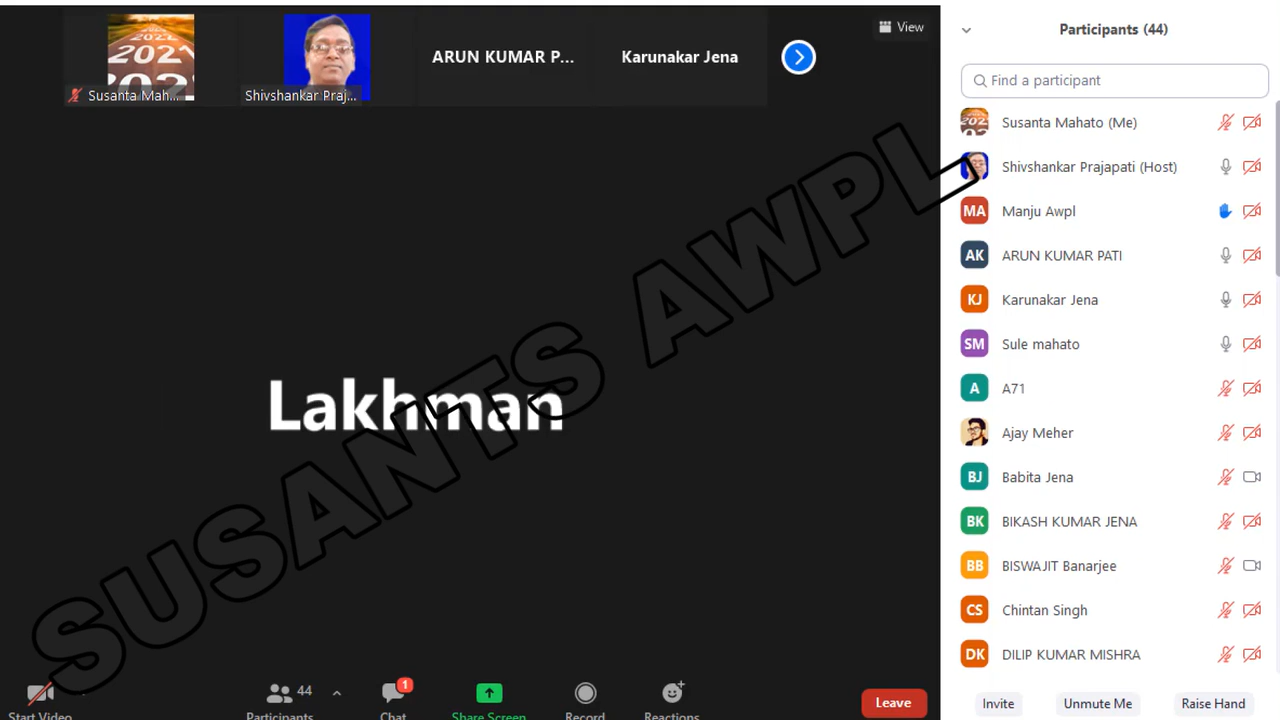 View
2021
Susanta Mah...
Shivshankar Praj...
ARUN KUMAR P...
Karunakar Jena
Lakhman
SUSANTS AWPL
Start Video
44
Participants
1
Chat
Share Screen
Record
Reactions
Leave
Participants (44)
Find a participant
Susanta Mahato (Me)
Shivshankar Prajapati (Host)
MA Manju Awpl
AK ARUN KUMAR PATI
KJ Karunakar Jena
SM Sule mahato
A A71
Ajay Meher
BJ Babita Jena
BK BIKASH KUMAR JENA
BB BISWAJIT Banarjee
CS Chintan Singh
DK DILIP KUMAR MISHRA
Invite Unmute Me Raise Hand